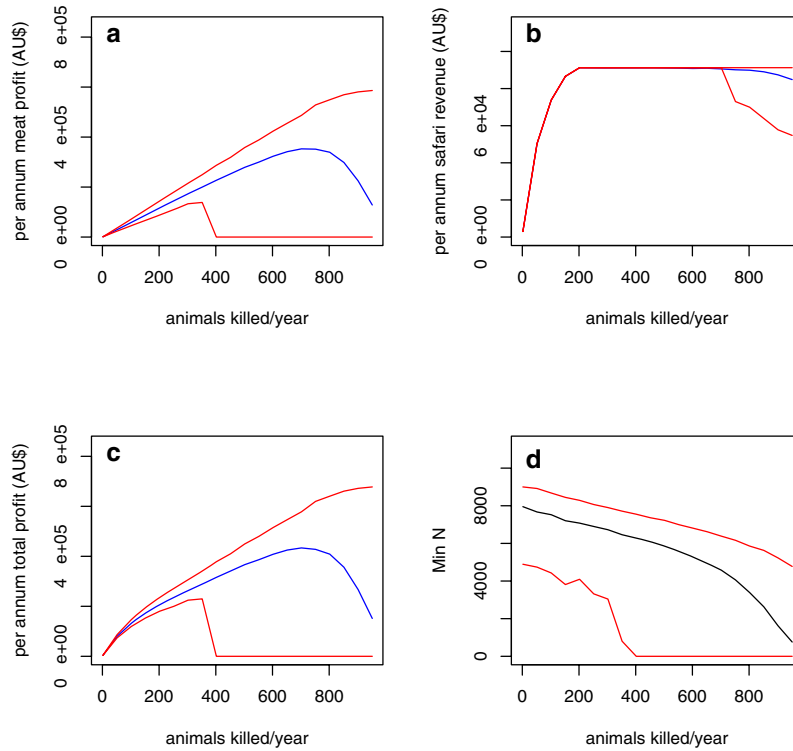 a
per annum meat profit (AU$)
0 e+00
4 e+05
8 e+05
0
200
400
600
800
animals killed/year
b
per annum safari revenue (AU$)
0 e+00
6 e+04
0
200
400
600
800
animals killed/year
c
per annum total profit (AU$)
0 e+00
4 e+05
8 e+05
0
200
400
600
800
animals killed/year
d
Min N
0
4000
8000
0
200
400
600
800
animals killed/year